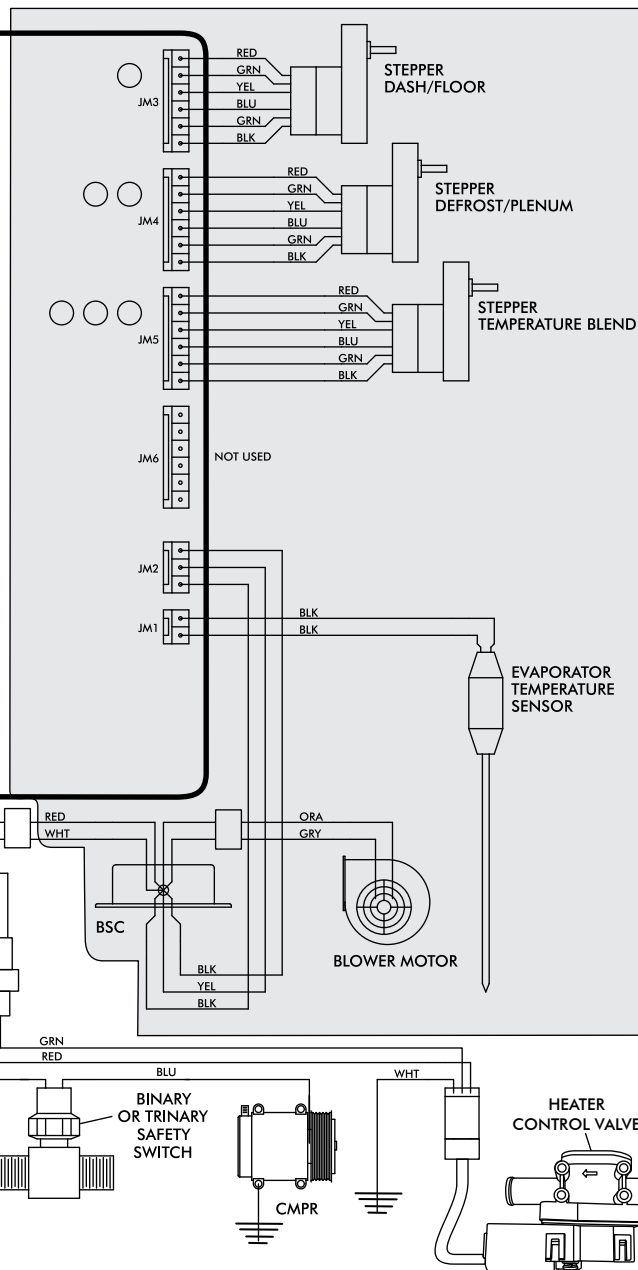 RED
GRN
YEL
BLU
GRN
BLK
JM3
STEPPER
DASH/FLOOR
RED
GRN
YEL
BLU
GRN
BLK
JM4
STEPPER
DEFROST/PLENUM
RED
GRN
YEL
BLU
GRN
BLK
JM5
STEPPER
TEMPERATURE BLEND
JM6
NOT USED
JM2
JM1
BLK
BLK
EVAPORATOR
TEMPERATURE
SENSOR
RED
WHT
ORA
GRY
BSC
BLOWER MOTOR
BLK
YEL
BLK
GRN
RED
BLU
WHT
BINARY
OR TRINARY
SAFETY
SWITCH
CMPR
HEATER
CONTROL VALVE